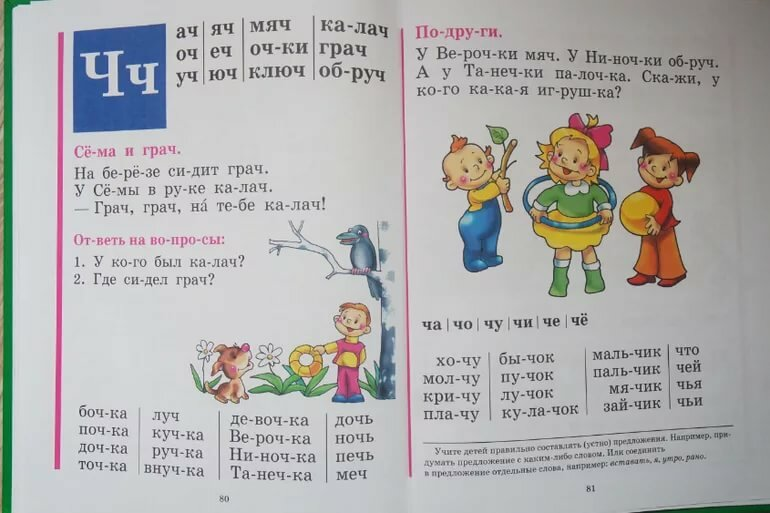 Чч
ач яч мяч ка-лач
оч еч оч-ки грач
уч юч ключ об-руч
Сё-ма и грач.
На бе-рё-зе си-дит грач.
У Сё-мы в ру-ке ка-лач.
— Грач, грач, нá те-бе ка-лач!
От-веть на во-про-сы:
1. У ко-го был ка-лач?
2. Где си-дел грач?
боч-ка луч де-воч-ка дочь
поч-ка куч-ка Ве-роч-ка ночь
доч-ка руч-ка Ни-ноч-ка печь
точ-ка внуч-ка Та-неч-ка меч
80
По-дру-ги.
У Ве-роч-ки мяч. У Ни-ноч-ки об-руч.
А у Та-неч-ки па-лоч-ка. Ска-жи, у
ко-го ка-ка-я иг-руш-ка?
ча чо чу чи че чё
хо-чу бы-чок маль-чик что
мол-чу пу-чок паль-чик чей
кри-чу лу-чок мя-чик чья
пла-чу ку-ла-чок зай-чик чьи
Учите детей правильно составлять (устно) предложения. Например, при-
думать предложение с каким-либо словом. Или соединить
в предложение отдельные слова, например: вставать, я, утро, рано.
81